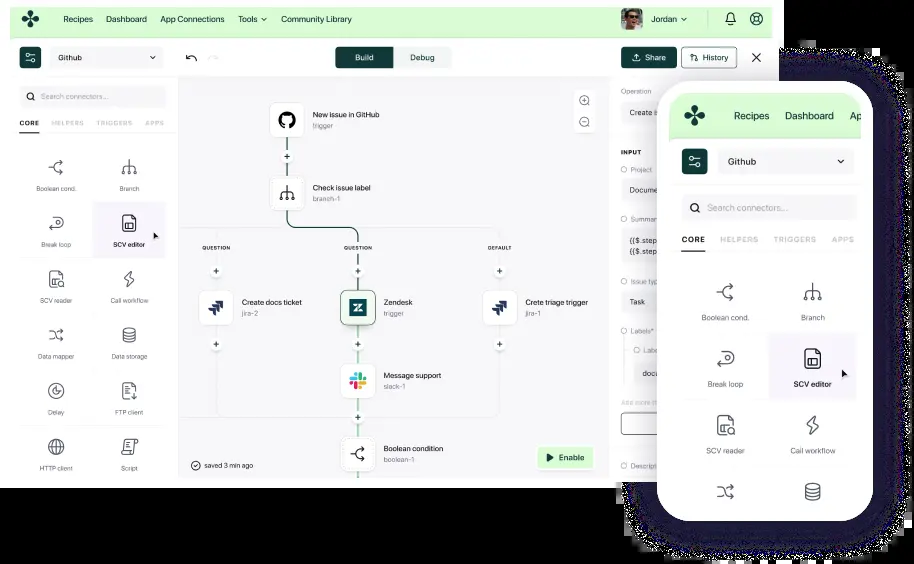 Recipes Dashboard App Connections Tools Community Library Jordan
Github Build Debug Share History
Search connectors...
CORE HELPERS TRIGGERS APPS
Boolean cond. Branch
Break loop SCV editor
SCV reader Call workflow
Data mapper Data storage
Delay FTP client
HTTP client Script
New issue in GitHub
trigger
Check issue label
branch-1
QUESTION QUESTION DEFAULT
Create docs ticket
jira-2
Zendesk
trigger
Crete triage trigger
jira-1
Message support
slack-1
Boolean condition
boolean-1
saved 3 min ago
Enable
Operation
Create i
INPUT
Project
Docume
Summar
{{$.step
{{$.step
Issue typ
Task
Labels*
Labe
docu
Descript
Recipes Dashboard Ap
Github
Search connectors...
CORE HELPERS TRIGGERS APPS
Boolean cond. Branch
Break loop SCV editor
SCV reader Call workflow